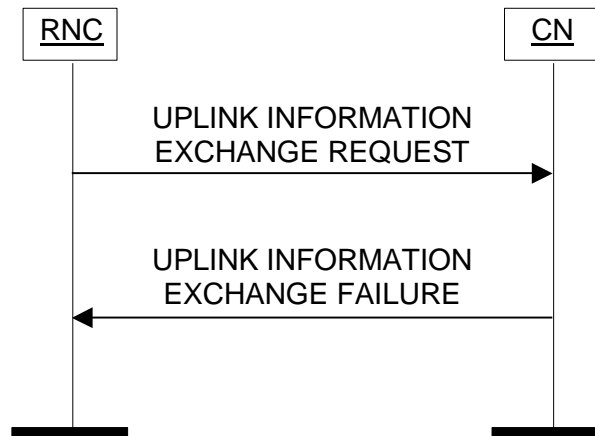 RNC
CN
UPLINK INFORMATION
EXCHANGE REQUEST
UPLINK INFORMATION
EXCHANGE FAILURE